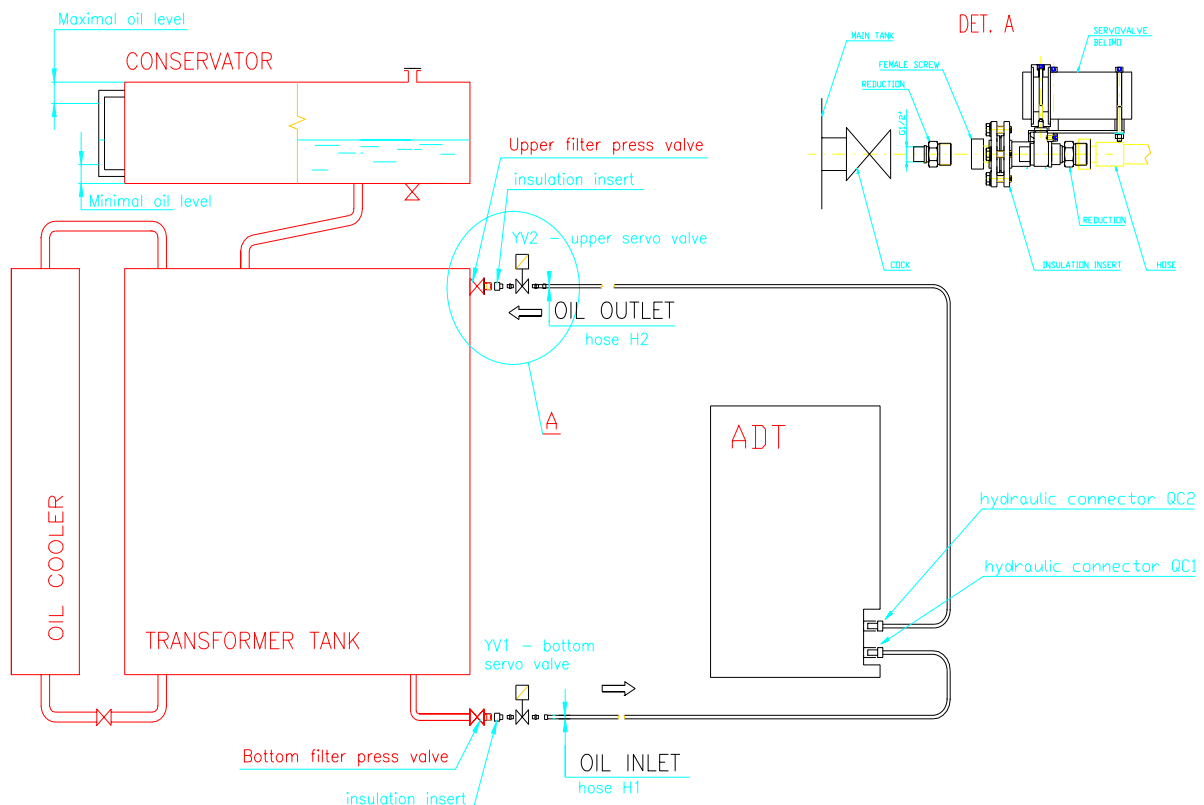 Maximal oil level
CONSERVATOR
Minimal oil level
Upper filter press valve
insulation insert
YV2 - upper servo valve
OIL OUTLET
hose H2
A
DET. A
MAIN TANK
FEMALE SCREW
REDUCTION
G1/2"
SERVOVALVE
BELIMO
REDUCTION
COCK
INSULATION INSERT
HOSE
ADT
hydraulic connector QC2
hydraulic connector QC1
OIL COOLER
TRANSFORMER TANK
YV1 - bottom
servo valve
Bottom filter press valve
insulation insert
OIL INLET
hose H1